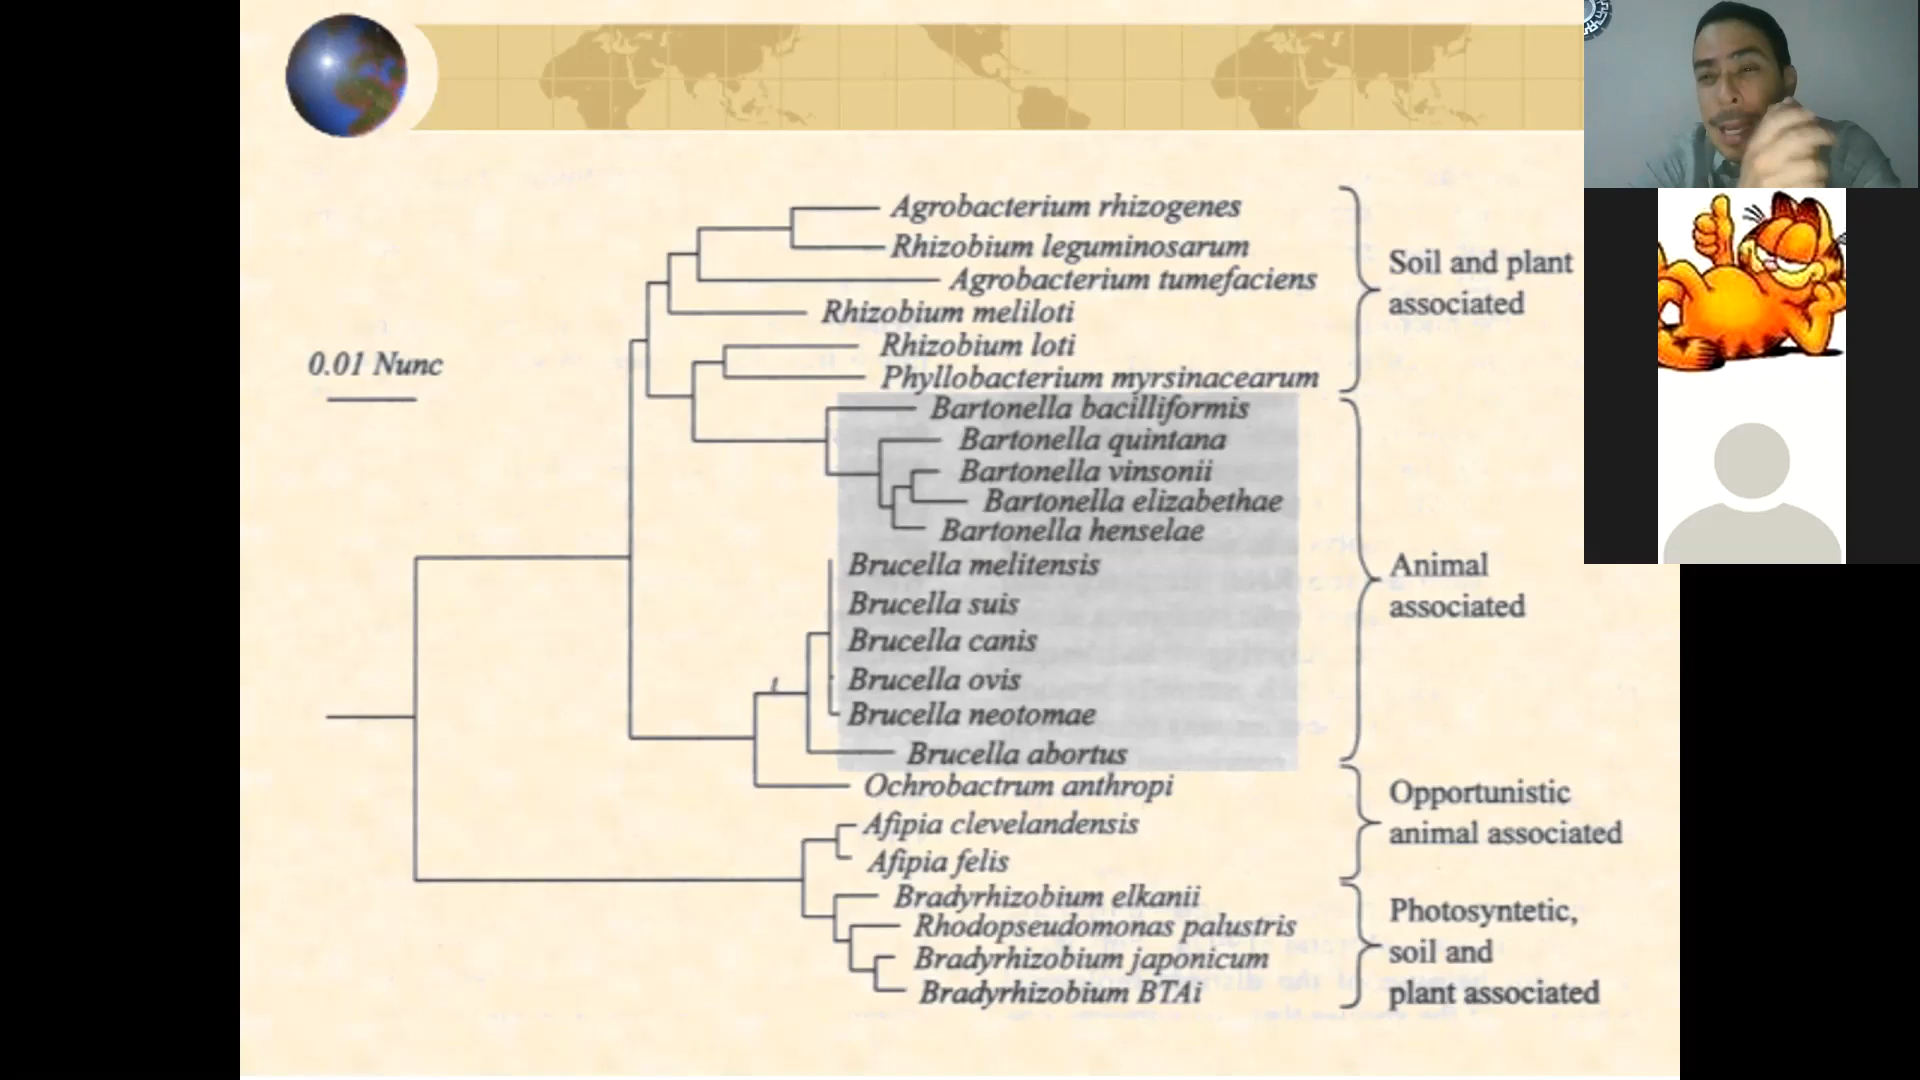 Agrobacterium rhizogenes
Rhizobium leguminosarum
Agrobacterium tumefaciens
Soil and plant
associated
Rhizobium meliloti
Rhizobium loti
0.01 Nunc
Phyllobacterium myrsinacearum
Bartonella bacilliformis
Bartonella quintana
Bartonella vinsonii
Bartonella elizabethae
Bartonella henselae
Brucella melitensis
Animal
associated
Brucella suis
Brucella canis
Brucella ovis
Brucella neotomae
Brucella abortus
Ochrobactrum anthropi
Opportunistic
animal associated
Afipia clevelandensis
Afipia felis
Bradyrhizobium elkanii
Photosyntetic,
soil and
plant associated
Rhodopseudomonas palustris
Bradyrhizobium japonicum
Bradyrhizobium BTAi